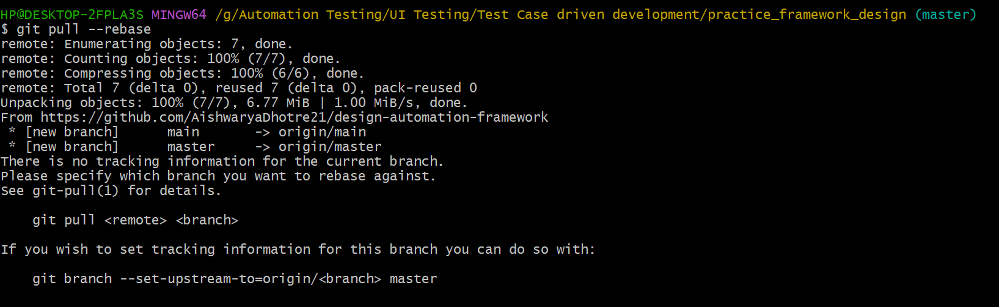 HP@DESKTOP-2FPLA3S MINGW64 /g/Automation Testing/UI Testing/Test Case driven development/practice_framework_design (master)
$ git pull --rebase
remote: Enumerating objects: 7, done.
remote: Counting objects: 100% (7/7), done.
remote: Compressing objects: 100% (6/6), done.
remote: Total 7 (delta 0), reused 7 (delta 0), pack-reused 0
Unpacking objects: 100% (7/7), 6.77 MiB | 1.00 MiB/s, done.
From https://github.com/AishwaryaDhotre21/design-automation-framework
 * [new branch]      main       -> origin/main
 * [new branch]      master     -> origin/master
There is no tracking information for the current branch.
Please specify which branch you want to rebase against.
See git-pull(1) for details.

    git pull <remote> <branch>

If you wish to set tracking information for this branch you can do so with:

    git branch --set-upstream-to=origin/<branch> master